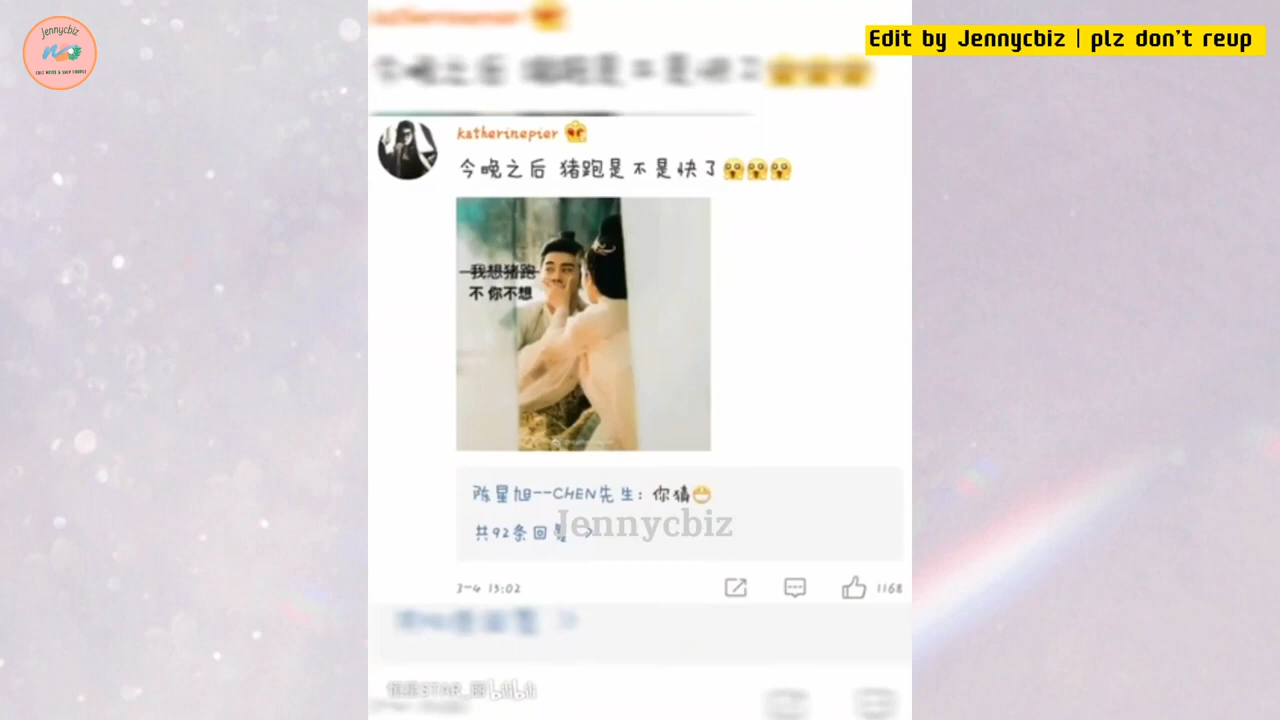 Jennycbiz
Edit by Jennycbiz | plz don't reup
katherinepier
今晚之后 猪跑是不是快了
我想猪跑
不 你不想
陈星旭--CHEN先生: 你猜
共92条回复 >
Jennycbiz
3-4 13:02
1168
bilibili